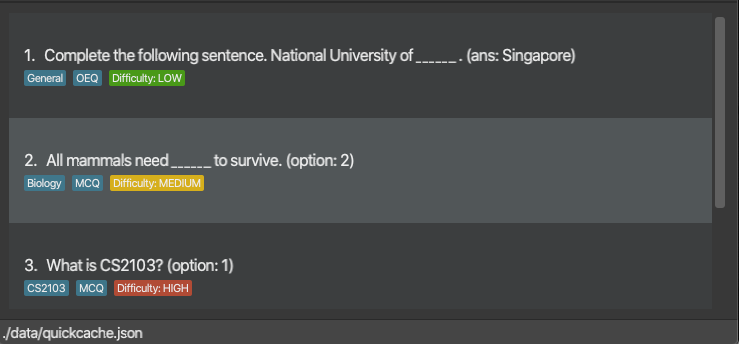 1. Complete the following sentence. National University of ______ . (ans: Singapore)
General OEQ Difficulty: LOW
2. All mammals need ______ to survive. (option: 2)
Biology MCQ Difficulty: MEDIUM
3. What is CS2103? (option: 1)
CS2103 MCQ Difficulty: HIGH
./data/quickcache.json